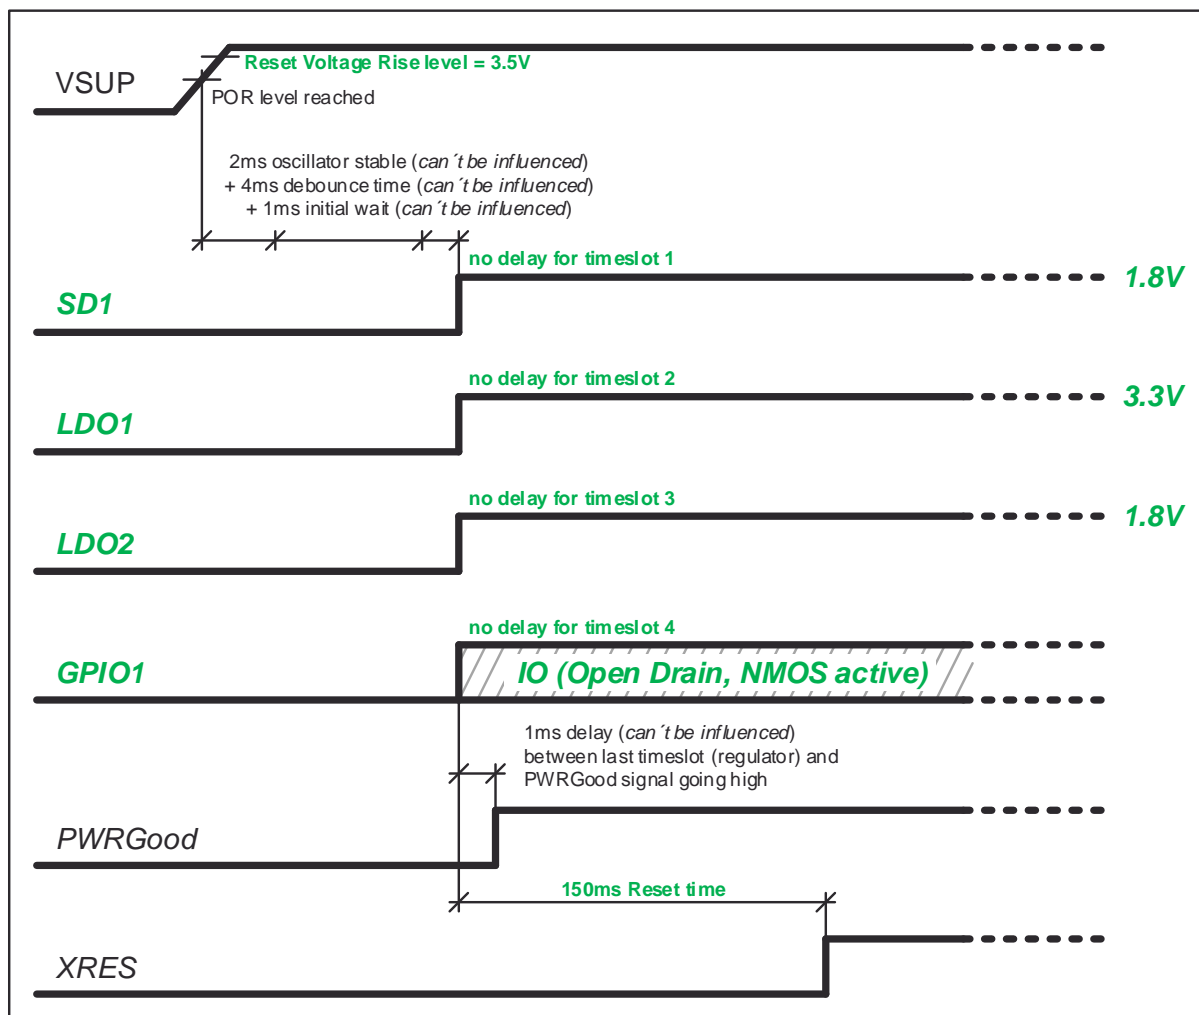 Reset Voltage Rise level = 3.5V
VSUP
POR level reached
2ms oscillator stable (can´t be influenced)
+ 4ms debounce time (can´t be influenced)
+ 1ms initial wait (can´t be influenced)
no delay for timeslot 1
1.8V
SD1
no delay for timeslot 2
3.3V
LDO1
no delay for timeslot 3
1.8V
LDO2
no delay for timeslot 4
GPIO1
IO (Open Drain, NMOS active)
1ms delay (can´t be influenced)
between last timeslot (regulator) and
PWRGood signal going high
PWRGood
150ms Reset time
XRES